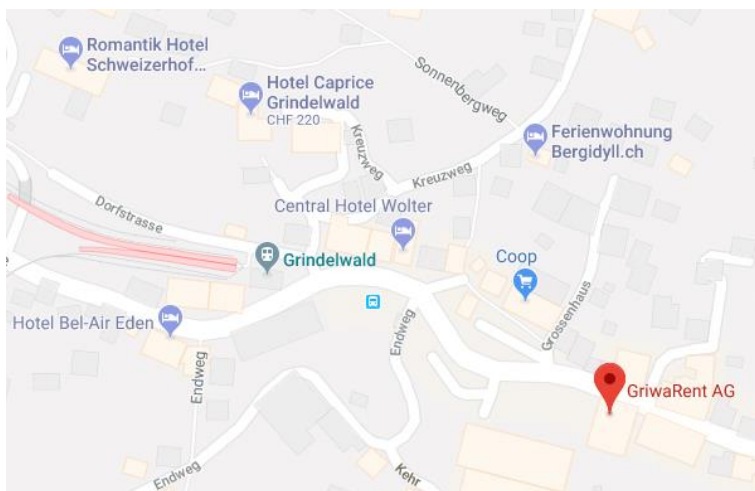 Romantik Hotel
Schweizerhof...
Hotel Caprice
Grindelwald
CHF 220
Sonnenbergweg
Ferienwohnung
Bergidyll.ch
Kreuzweg
Kreuzweg
Dorfstrasse
Central Hotel Wolter
Grindelwald
Coop
Hotel Bel-Air Eden
Endweg
Grossenhaus
Endweg
GriwaRent AG
Endweg
Kehr